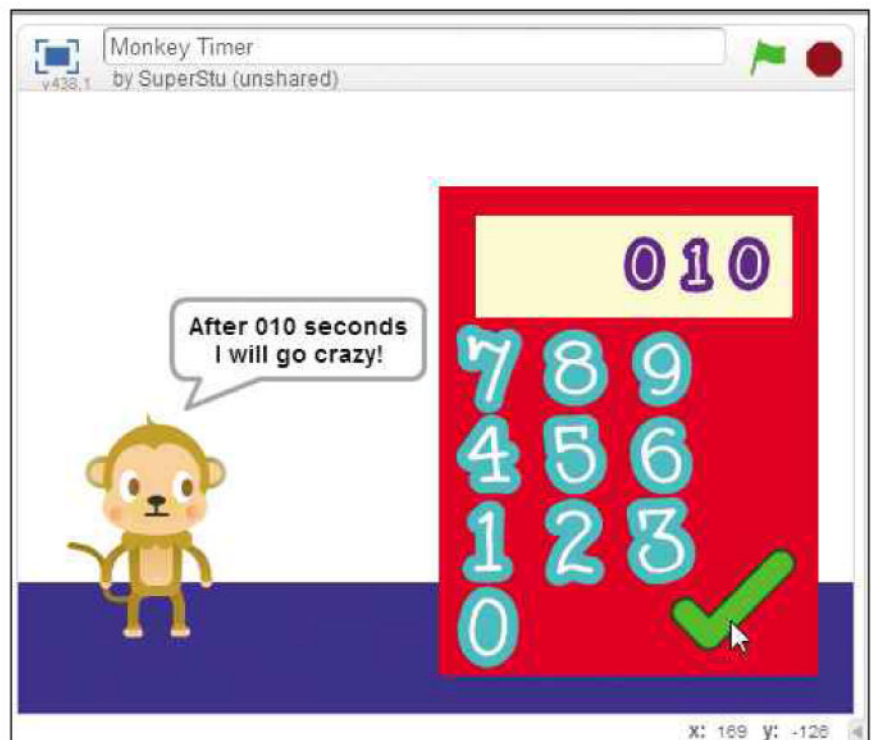 Monkey Timer
v438.1
by SuperStu (unshared)
010
After 010 seconds
I will go crazy!
7 8 9
4 5 6
1 2 3
0
x: 169 y: -126